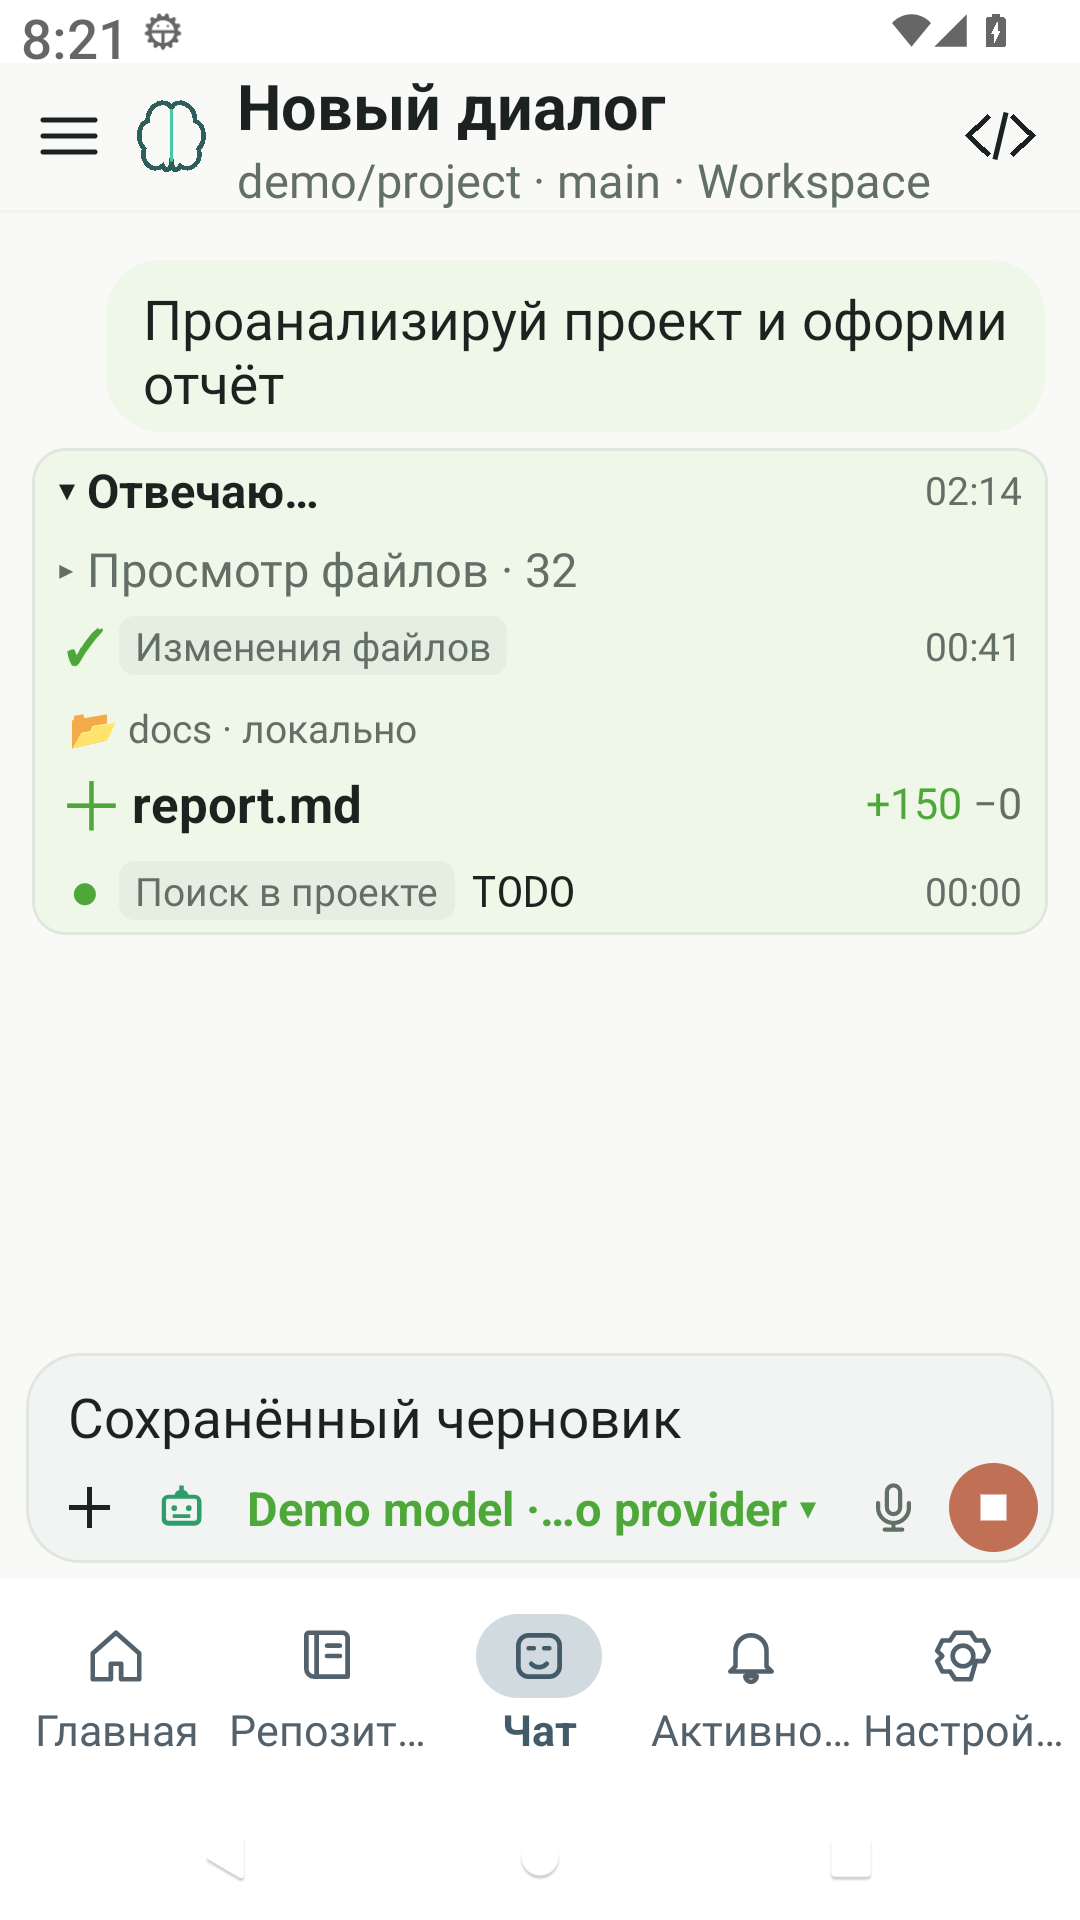 8:21
Новый диалог
demo/project · main · Workspace
Проанализируй проект и оформи
отчёт
▾ Отвечаю… 02:14
▸ Просмотр файлов · 32
✓ Изменения файлов 00:41
docs · локально
+ report.md +150 −0
● Поиск в проекте TODO 00:00
Сохранённый черновик
Demo model ·…o provider ▾
Главная Репозит… Чат Активно… Настрой…